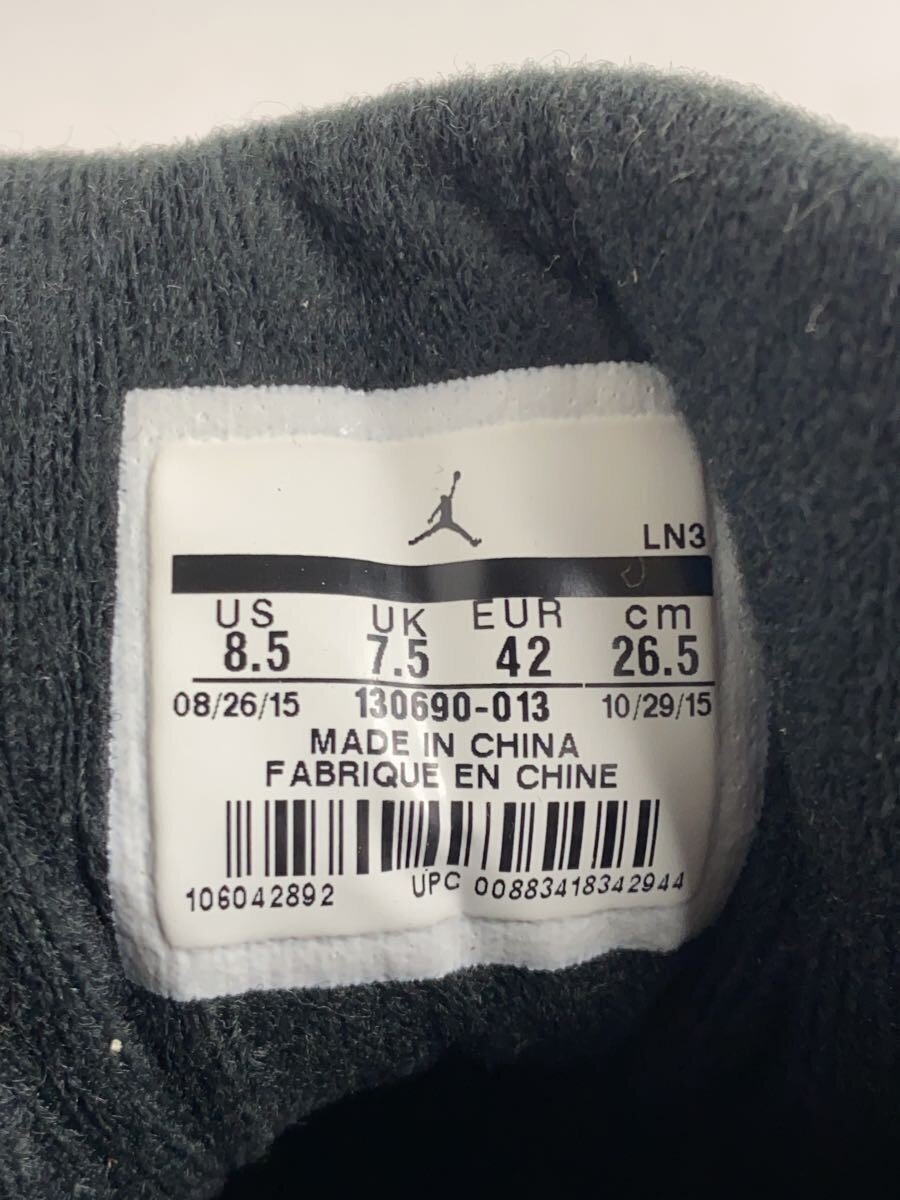 LN3
US UK EUR cm
8.5 7.5 42 26.5
08/26/15 130690-013 10/29/15
MADE IN CHINA
FABRIQUE EN CHINE
106042892 UPC 00883418342944